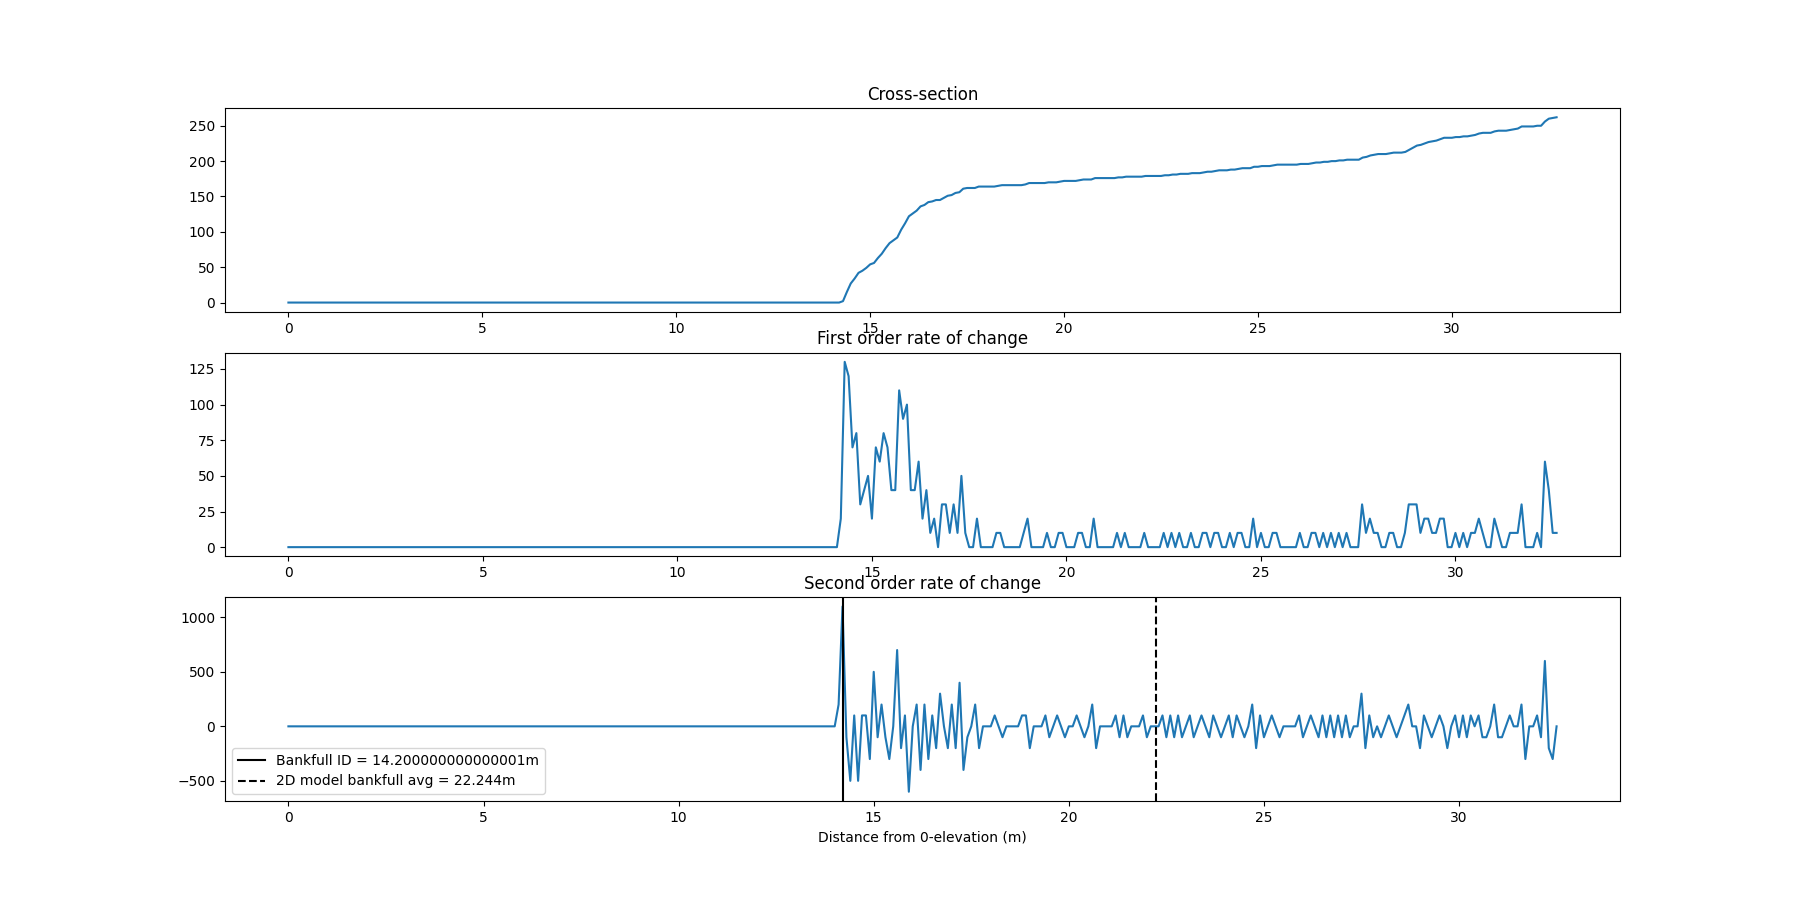 Cross-section
250
200
150
100
50
0
0 5 10 15 20 25 30
First order rate of change
125
100
75
50
25
0
0 5 10 15 20 25 30
Second order rate of change
1000
500
0
−500
Bankfull ID = 14.200000000000001m
2D model bankfull avg = 22.244m
0 5 10 15 20 25 30
Distance from 0-elevation (m)